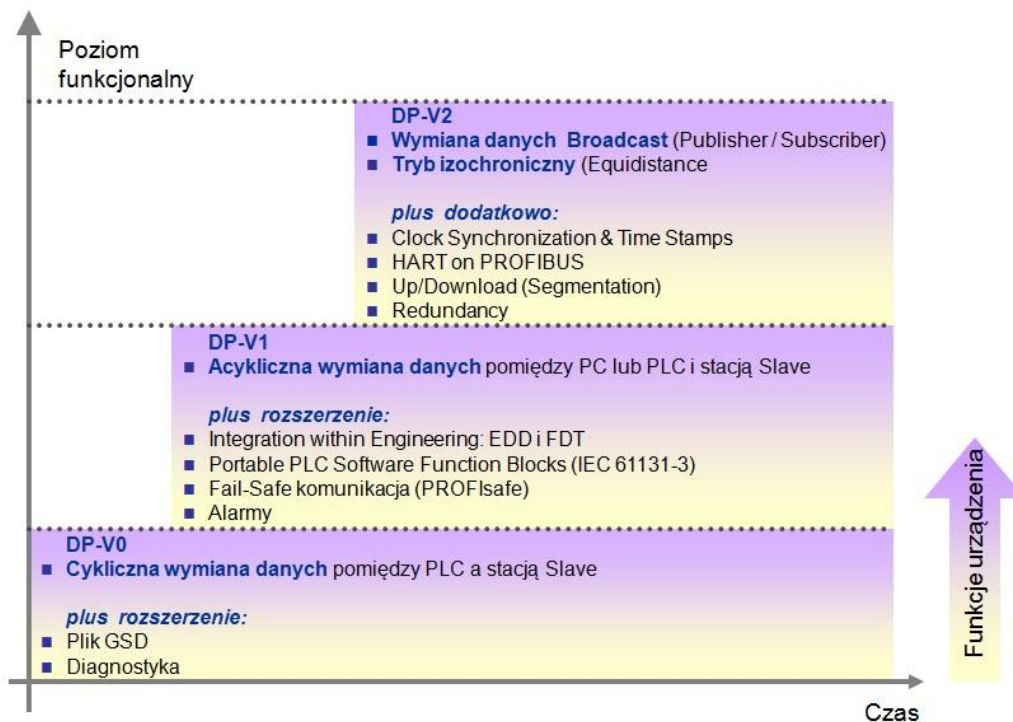 Poziom
funkcjonalny
DP-V2
Wymiana danych Broadcast (Publisher / Subscriber)
Tryb izochroniczny (Equidistance
plus dodatkowo:
Clock Synchronization & Time Stamps
HART on PROFIBUS
Up/Download (Segmentation)
Redundancy
DP-V1
Acykliczna wymiana danych pomiędzy PC lub PLC i stacją Slave
plus rozszerzenie:
Integration within Engineering: EDD i FDT
Portable PLC Software Function Blocks (IEC 61131-3)
Fail-Safe komunikacja (PROFIsafe)
Alarmy
DP-V0
Cykliczna wymiana danych pomiędzy PLC a stacją Slave
plus rozszerzenie:
Plik GSD
Diagnostyka
Funkcje urządzenia
Czas